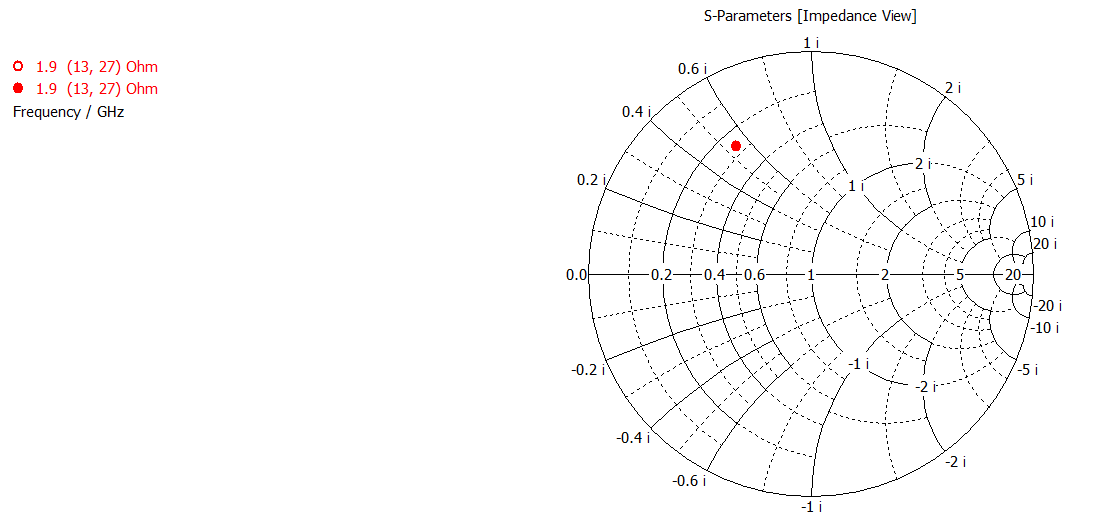 S-Parameters [Impedance View]
1.9 (13, 27) Ohm
1.9 (13, 27) Ohm
Frequency / GHz
1 i
0.6 i
2 i
0.4 i
2 i
0.2 i
1 i
5 i
10 i
20 i
0.0
0.2
0.4
0.6
1
2
5
20
-20 i
-10 i
-0.2 i
-1 i
-5 i
-2 i
-0.4 i
-2 i
-0.6 i
-1 i